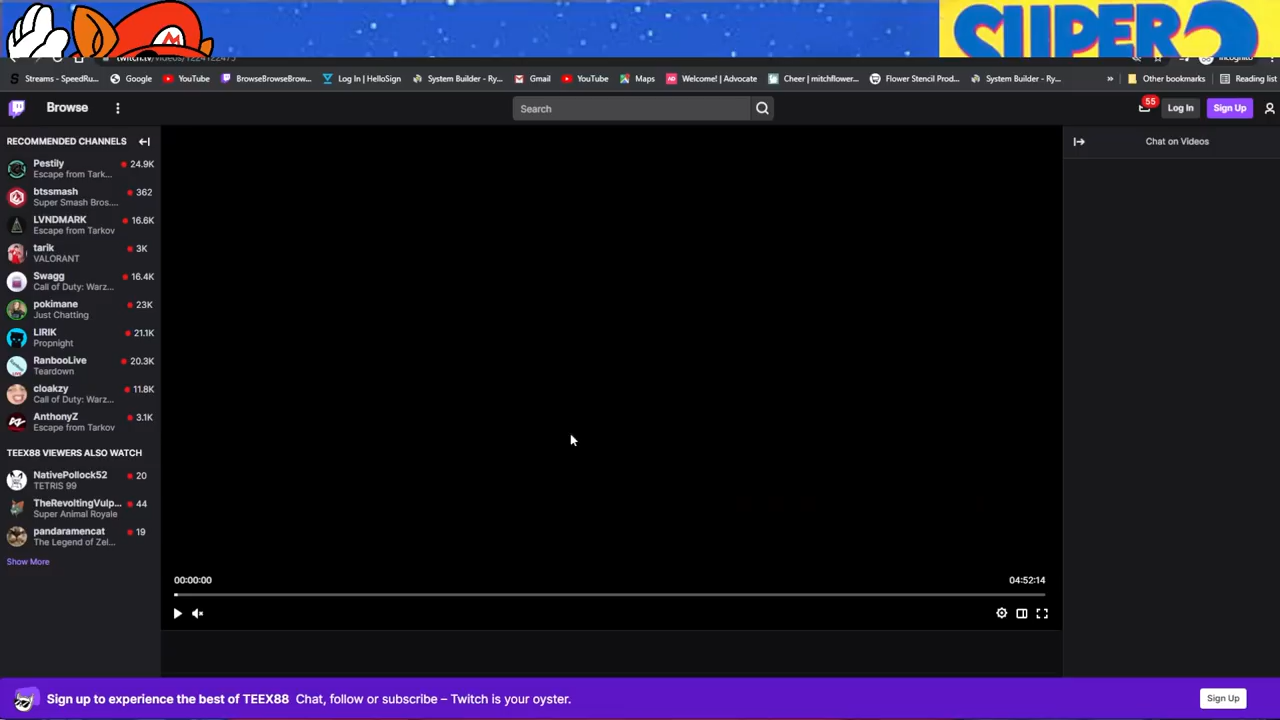 M
SUPER
twitch.tv/videos/1224122475
Incognito
Streams - SpeedRu... Google YouTube BrowseBrowseBrow... Log In | HelloSign System Builder - Ry... Gmail YouTube Maps Welcome! | Advocate Cheer | mitchflower... Flower Stencil Prod... System Builder - Ry... » Other bookmarks Reading list
Browse Search 55 Log In Sign Up
RECOMMENDED CHANNELS
Pestily 24.9K
Escape from Tark...
btssmash 362
Super Smash Bros....
LVNDMARK 16.6K
Escape from Tarkov
tarik 3K
VALORANT
Swagg 16.4K
Call of Duty: Warz...
pokimane 23K
Just Chatting
LIRIK 21.1K
Propnight
RanbooLive 20.3K
Teardown
cloakzy 11.8K
Call of Duty: Warz...
AnthonyZ 3.1K
Escape from Tarkov
TEEX88 VIEWERS ALSO WATCH
NativePollock52 20
TETRIS 99
TheRevoltingVulp... 44
Super Animal Royale
pandaramencat 19
The Legend of Zel...
Show More
00:00:00 04:52:14
Chat on Videos
Sign up to experience the best of TEEX88 Chat, follow or subscribe – Twitch is your oyster. Sign Up